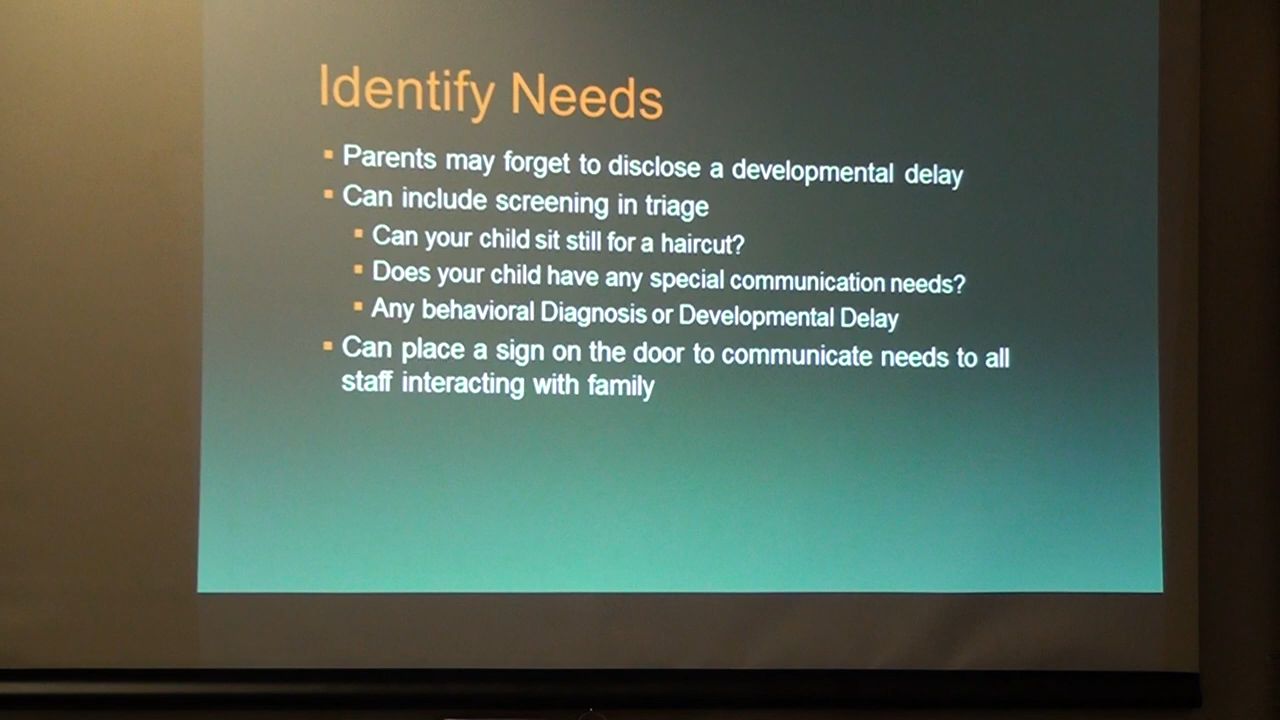 Identify Needs
Parents may forget to disclose a developmental delay
Can include screening in triage
Can your child sit still for a haircut?
Does your child have any special communication needs?
Any behavioral Diagnosis or Developmental Delay
Can place a sign on the door to communicate needs to all
staff interacting with family